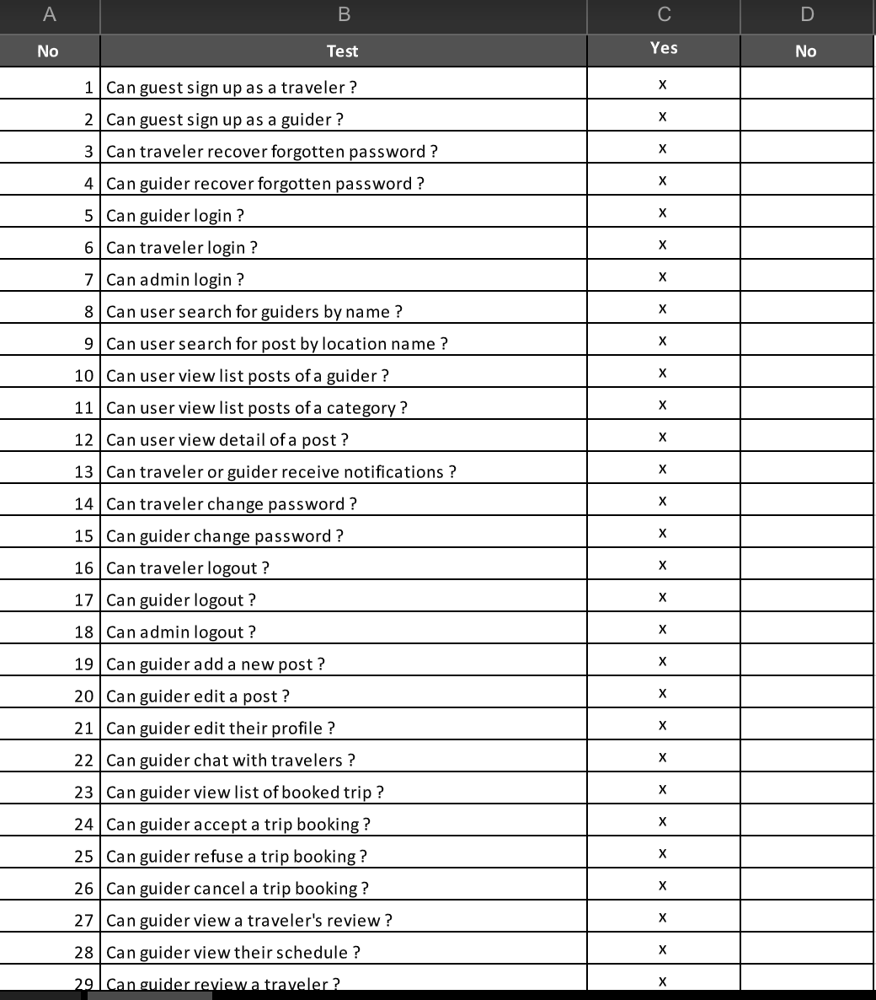 A B C D
No Test Yes No
1 Can guest sign up as a traveler ? x
2 Can guest sign up as a guider ? x
3 Can traveler recover forgotten password ? x
4 Can guider recover forgotten password ? x
5 Can guider login ? x
6 Can traveler login ? x
7 Can admin login ? x
8 Can user search for guiders by name ? x
9 Can user search for post by location name ? x
10 Can user view list posts of a guider ? x
11 Can user view list posts of a category ? x
12 Can user view detail of a post ? x
13 Can traveler or guider receive notifications ? x
14 Can traveler change password ? x
15 Can guider change password ? x
16 Can traveler logout ? x
17 Can guider logout ? x
18 Can admin logout ? x
19 Can guider add a new post ? x
20 Can guider edit a post ? x
21 Can guider edit their profile ? x
22 Can guider chat with travelers ? x
23 Can guider view list of booked trip ? x
24 Can guider accept a trip booking ? x
25 Can guider refuse a trip booking ? x
26 Can guider cancel a trip booking ? x
27 Can guider view a traveler's review ? x
28 Can guider view their schedule ? x
29 Can guider review a traveler ? x